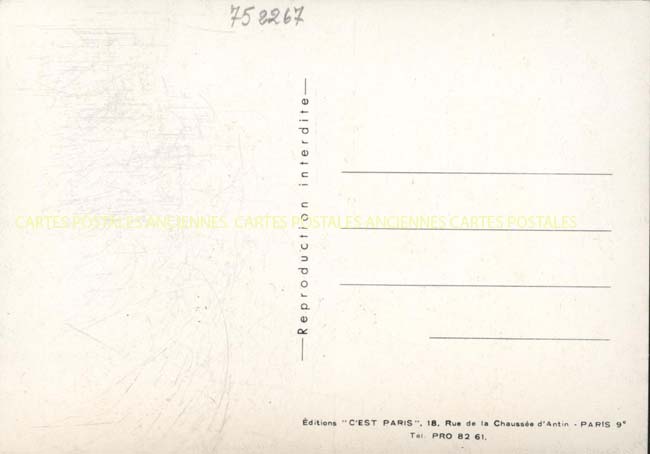 758267
—Reproduction interdite—
CARTES POSTALES ANCIENNES CARTES POSTALES ANCIENNES CARTES POSTALES
Éditions "C'EST PARIS", 18, Rue de la Chaussée d'Antin - PARIS 9e
Tél. PRO 82 61.